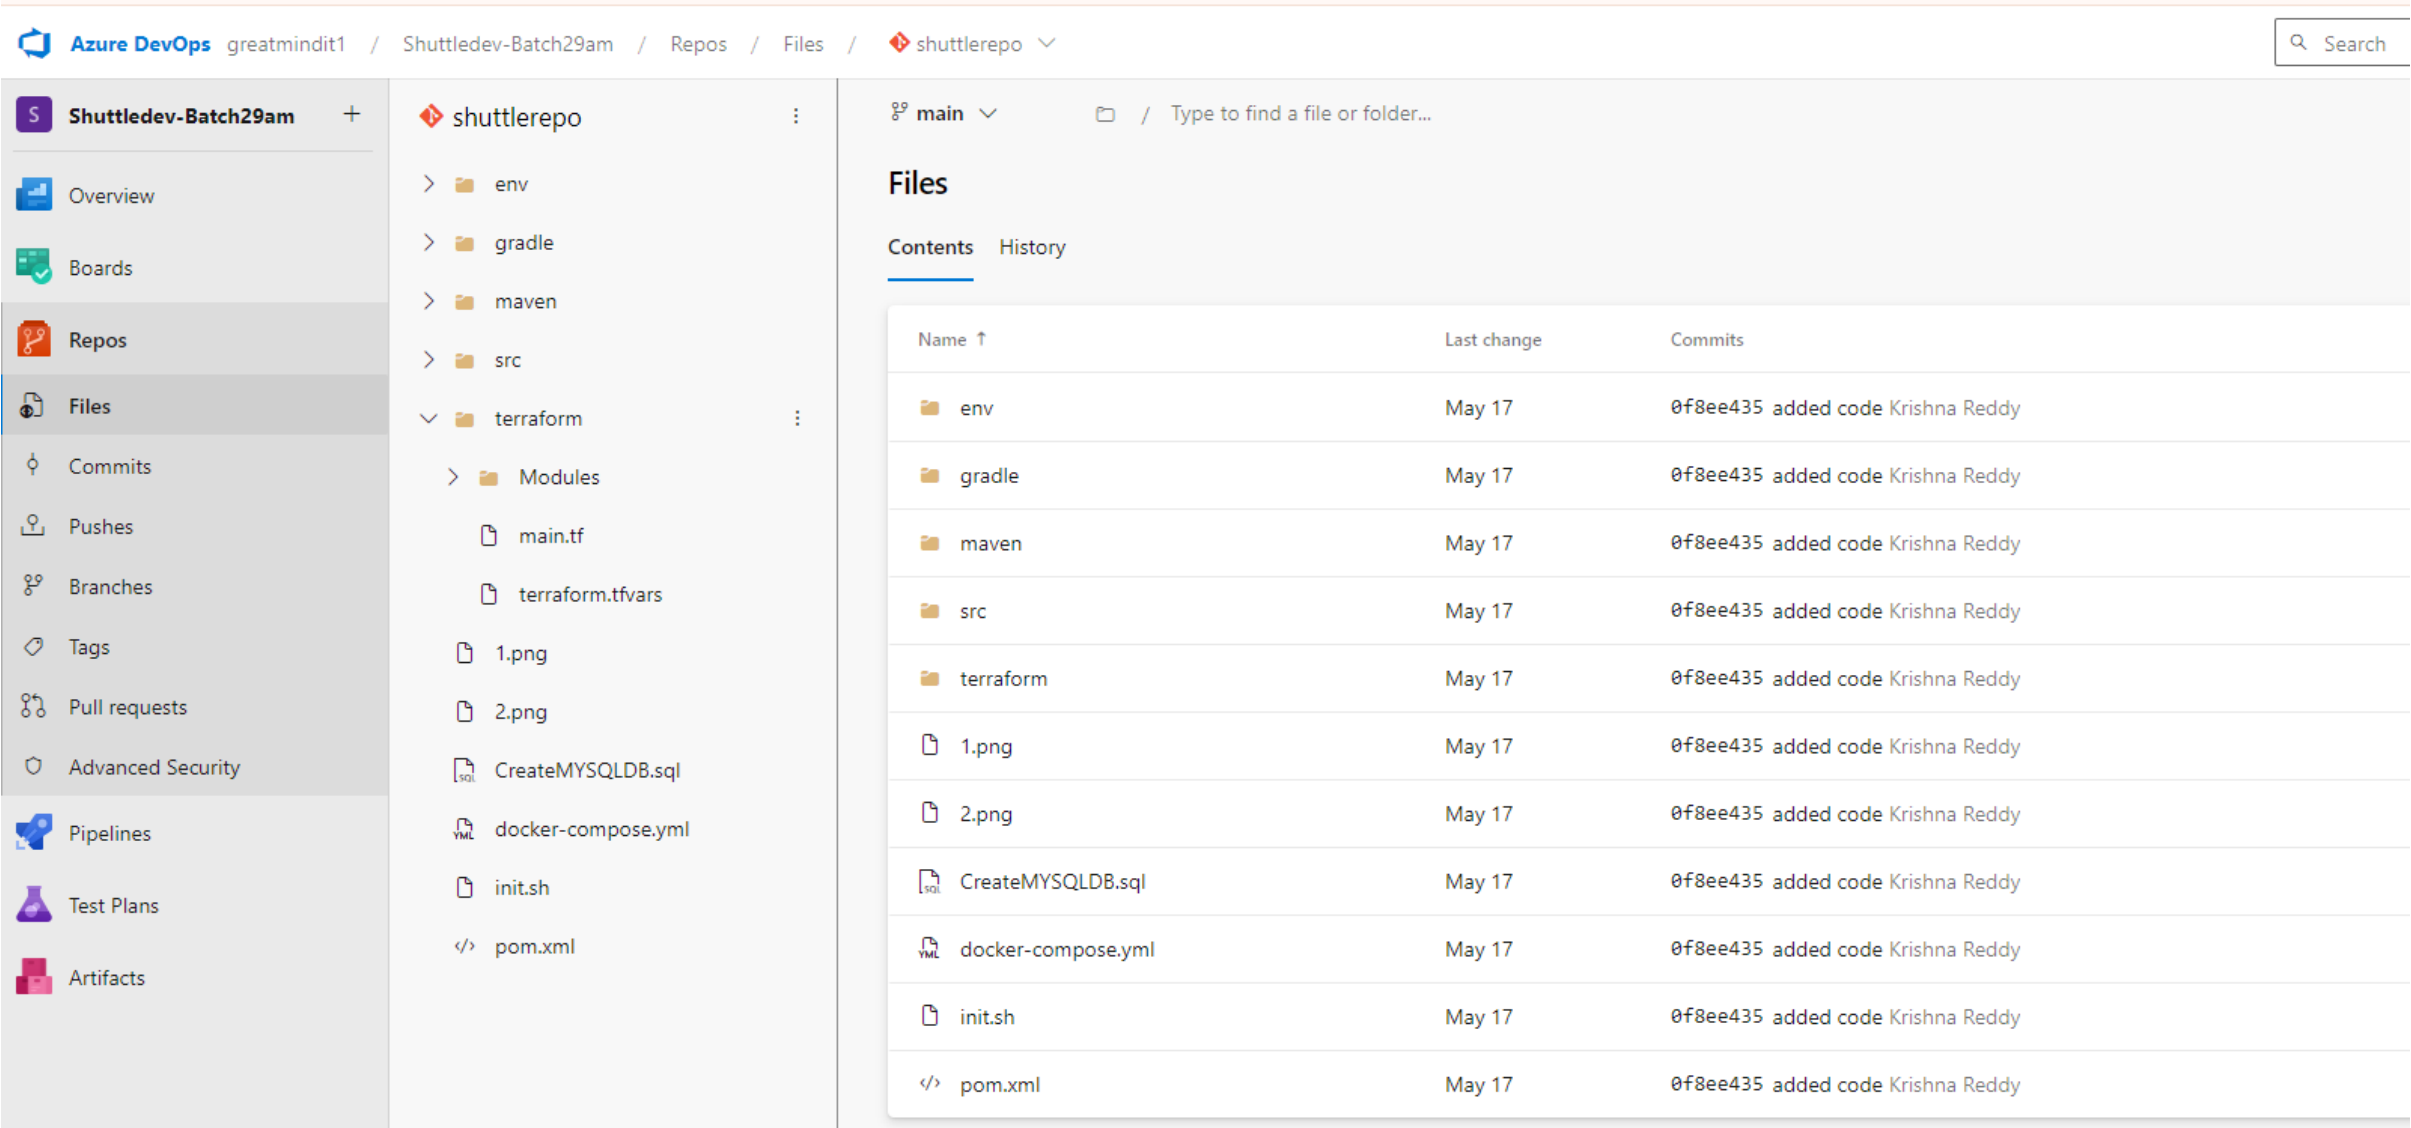 Azure DevOps greatmindit1 / Shuttledev-Batch29am / Repos / Files / shuttlerepo
Search
S Shuttledev-Batch29am +
Overview
Boards
Repos
Files
Commits
Pushes
Branches
Tags
Pull requests
Advanced Security
Pipelines
Test Plans
Artifacts
shuttlerepo
env
gradle
maven
src
terraform
Modules
main.tf
terraform.tfvars
1.png
2.png
CreateMYSQLDB.sql
docker-compose.yml
init.sh
pom.xml
main / Type to find a file or folder...
Files
Contents History
Name ↑ Last change Commits
env May 17 0f8ee435 added code Krishna Reddy
gradle May 17 0f8ee435 added code Krishna Reddy
maven May 17 0f8ee435 added code Krishna Reddy
src May 17 0f8ee435 added code Krishna Reddy
terraform May 17 0f8ee435 added code Krishna Reddy
1.png May 17 0f8ee435 added code Krishna Reddy
2.png May 17 0f8ee435 added code Krishna Reddy
CreateMYSQLDB.sql May 17 0f8ee435 added code Krishna Reddy
docker-compose.yml May 17 0f8ee435 added code Krishna Reddy
init.sh May 17 0f8ee435 added code Krishna Reddy
pom.xml May 17 0f8ee435 added code Krishna Reddy